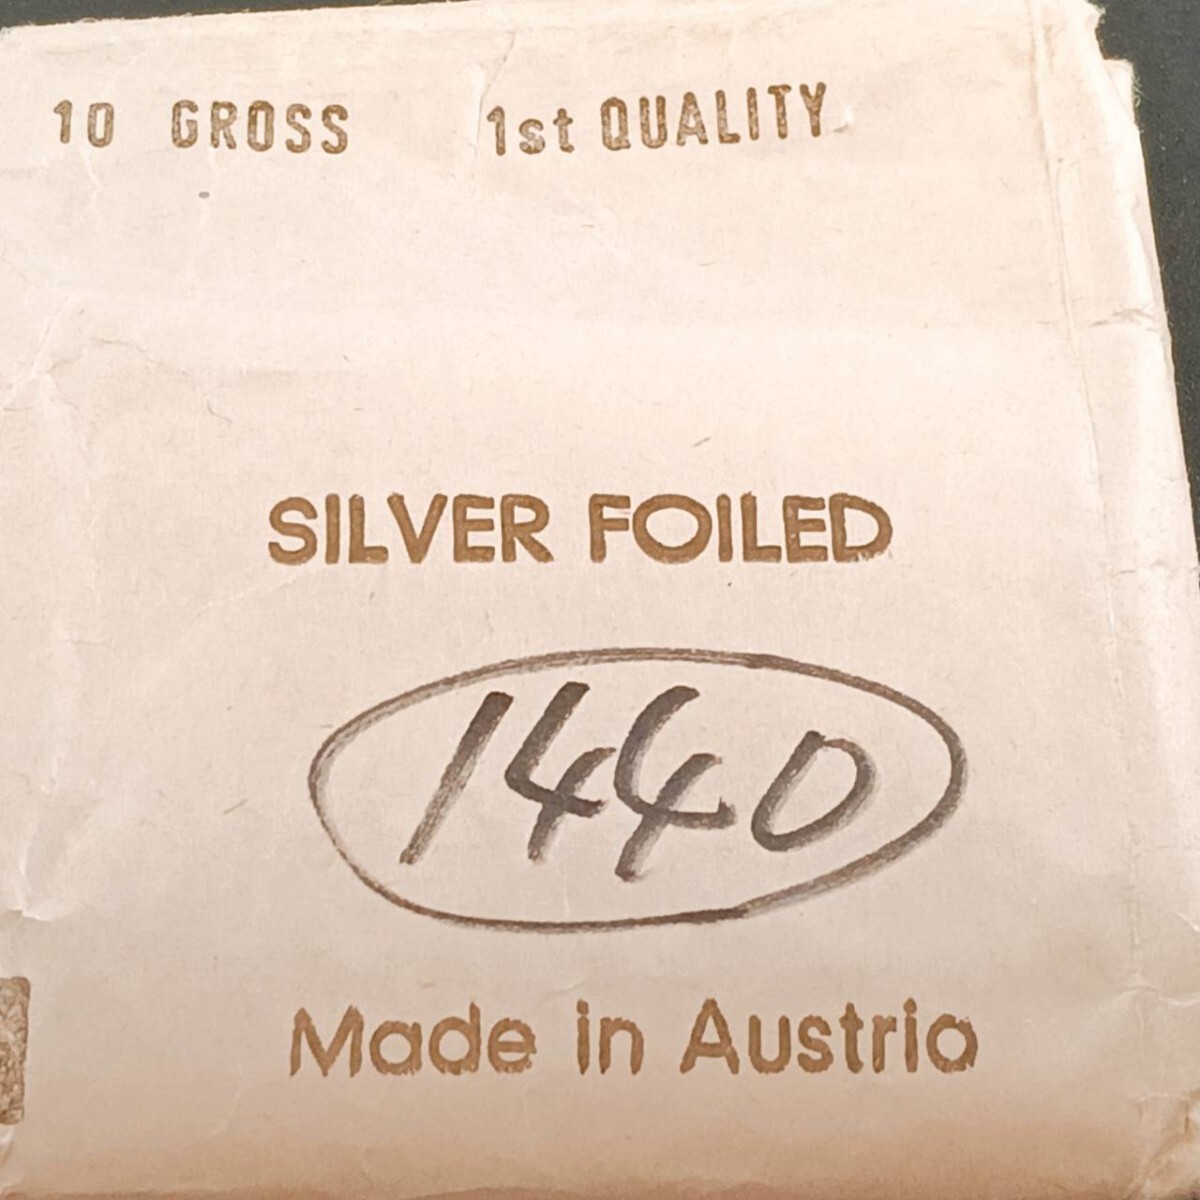 10 GROSS 1st QUALITY
SILVER FOILED
1440
Made in Austria